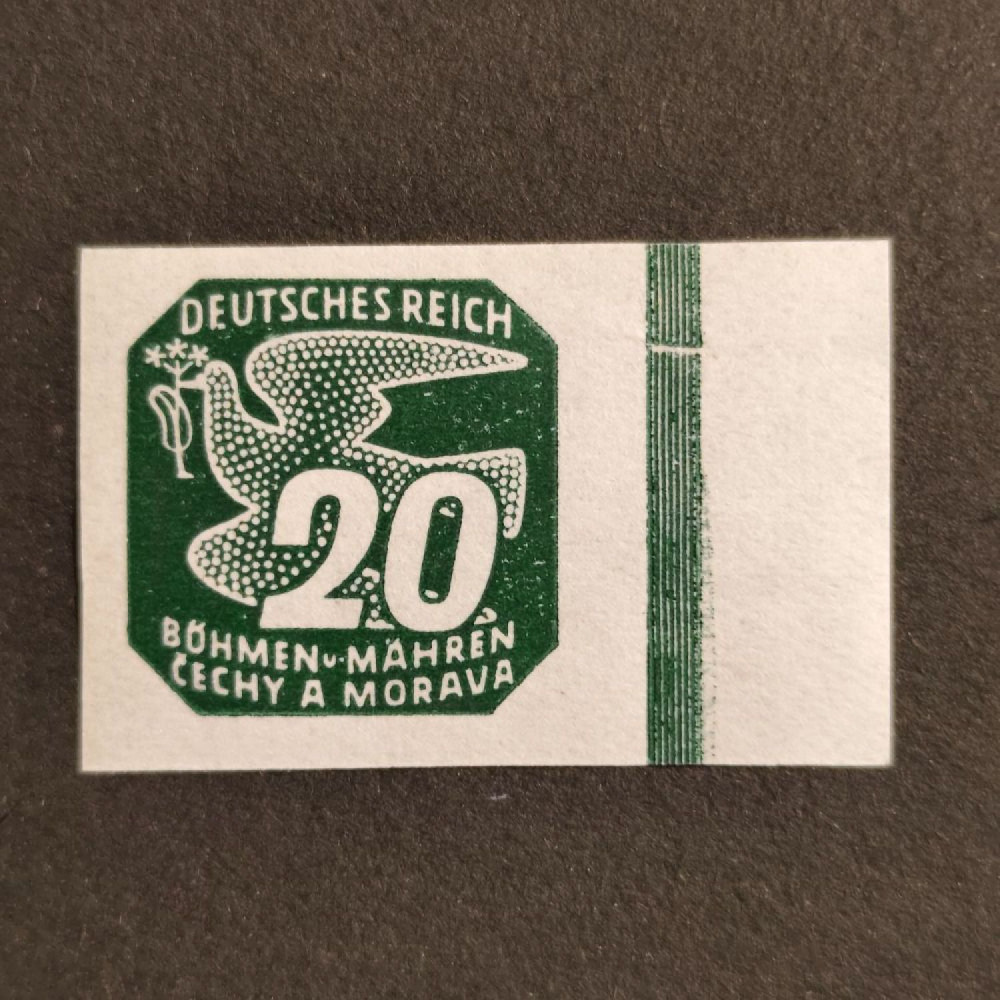 DEUTSCHES REICH
20
BÖHMEN u. MÄHREN
ČECHY A MORAVA